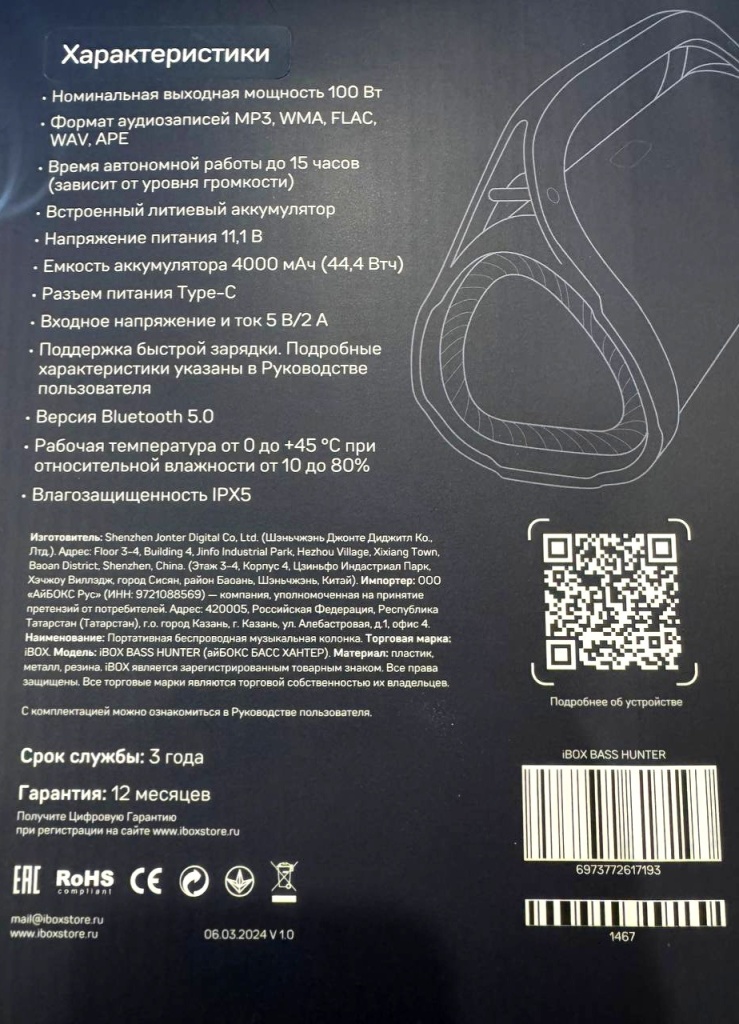 Характеристики
• Номинальная выходная мощность 100 Вт
• Формат аудиозаписей MP3, WMA, FLAC,
WAV, APE
• Время автономной работы до 15 часов
(зависит от уровня громкости)
• Встроенный литиевый аккумулятор
• Напряжение питания 11,1 В
• Емкость аккумулятора 4000 мАч (44,4 Втч)
• Разъем питания Type-C
• Входное напряжение и ток 5 В/2 А
• Поддержка быстрой зарядки. Подробные
характеристики указаны в Руководстве
пользователя
• Версия Bluetooth 5.0
• Рабочая температура от 0 до +45 °С при
относительной влажности от 10 до 80%
• Влагозащищенность IPX5
Изготовитель: Shenzhen Jonter Digital Co, Ltd. (Шэньчжэнь Джонте Диджитл Ко.,
Лтд.). Адрес: Floor 3-4, Building 4, Jinfo Industrial Park, Hezhou Village, Xixiang Town,
Baoan District, Shenzhen, China. (Этаж 3-4, Корпус 4, Цзиньфо Индастриал Парк,
Хэчжоу Виллэдж, город Сисян, район Баоань, Шэньчжэнь, Китай). Импортер: ООО
«АйБОКС Рус» (ИНН: 9721088569) — компания, уполномоченная на принятие
претензий от потребителей. Адрес: 420005, Российская Федерация, Республика
Татарстан (Татарстан), г.о. город Казань, г. Казань, ул. Алебастровая, д.1, офис 4.
Наименование: Портативная беспроводная музыкальная колонка. Торговая марка:
iBOX. Модель: iBOX BASS HUNTER (айБОКС БАСС ХАНТЕР). Материал: пластик,
металл, резина. iBOX является зарегистрированным товарным знаком. Все права
защищены. Все торговые марки являются торговой собственностью их владельцев.
С комплектацией можно ознакомиться в Руководстве пользователя.
Подробнее об устройстве
Срок службы: 3 года
Гарантия: 12 месяцев
Получите Цифровую Гарантию
при регистрации на сайте www.iboxstore.ru
iBOX BASS HUNTER
6973772617193
EAC RoHS CE
compliant
mail@iboxstore.ru
www.iboxstore.ru
06.03.2024 V 1.0
1467